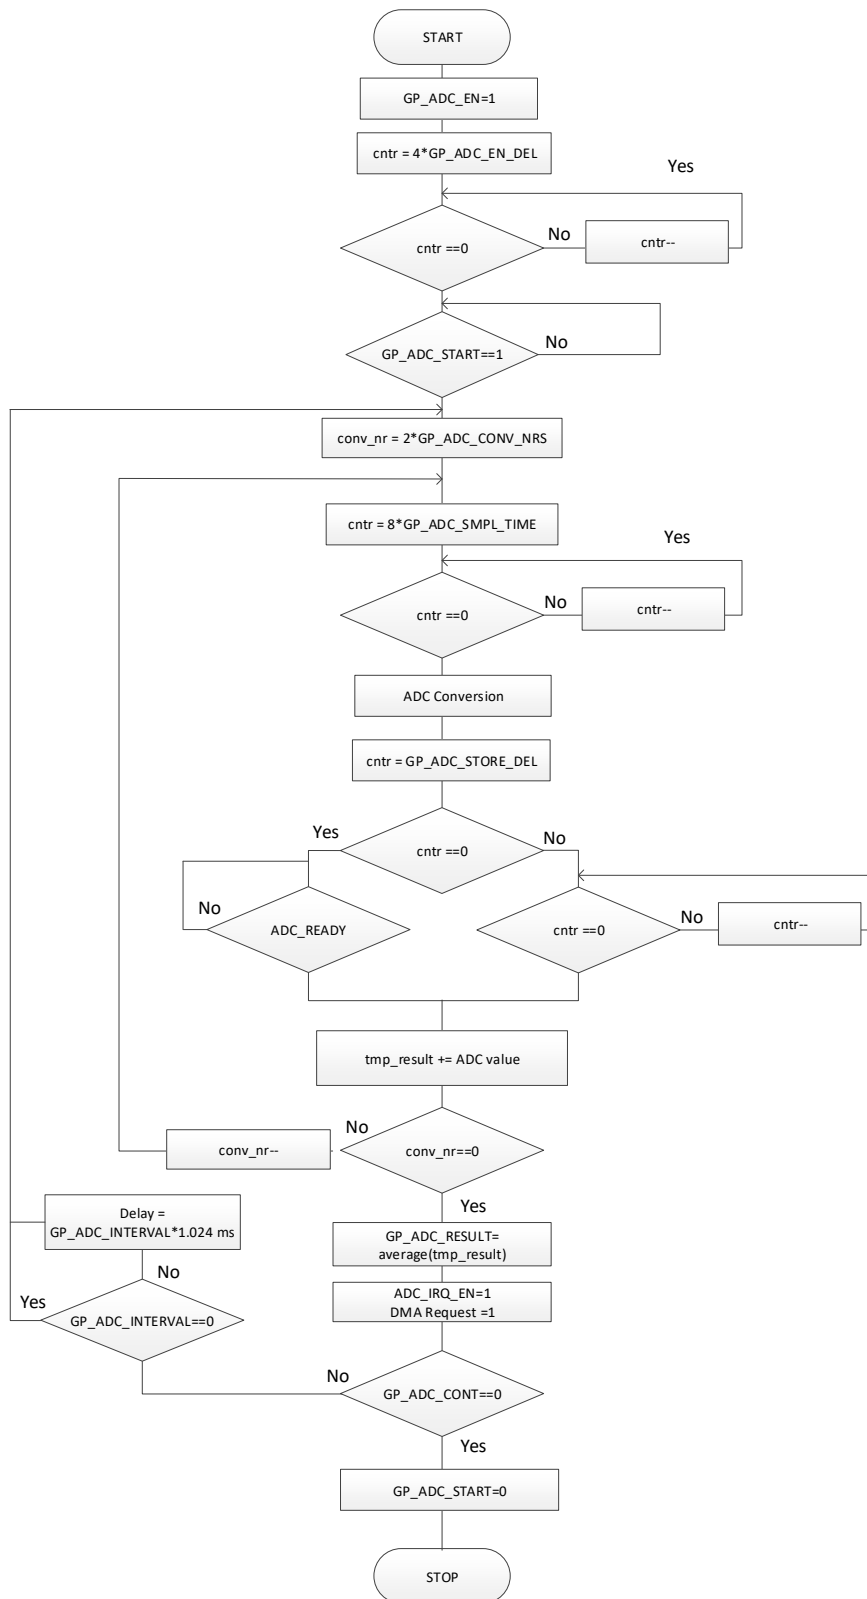 START
GP_ADC_EN=1
cntr = 4*GP_ADC_EN_DEL
Yes
cntr ==0
No
cntr--
GP_ADC_START==1
No
conv_nr = 2*GP_ADC_CONV_NRS
cntr = 8*GP_ADC_SMPL_TIME
Yes
cntr ==0
No
cntr--
ADC Conversion
cntr = GP_ADC_STORE_DEL
Yes
cntr ==0
No
No
ADC_READY
cntr ==0
No
cntr--
tmp_result += ADC value
No
conv_nr--
conv_nr==0
Yes
Delay =
GP_ADC_INTERVAL*1.024 ms
GP_ADC_RESULT=
average(tmp_result)
No
Yes
GP_ADC_INTERVAL==0
ADC_IRQ_EN=1
DMA Request =1
No
GP_ADC_CONT==0
Yes
GP_ADC_START=0
STOP